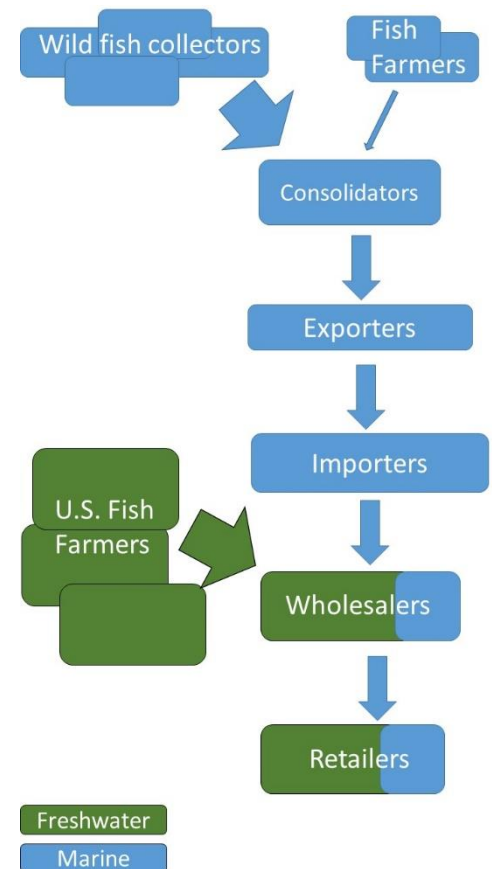 Wild fish collectors
Fish
Farmers
Consolidators
Exporters
Importers
U.S. Fish
Farmers
Wholesalers
Retailers
Freshwater
Marine